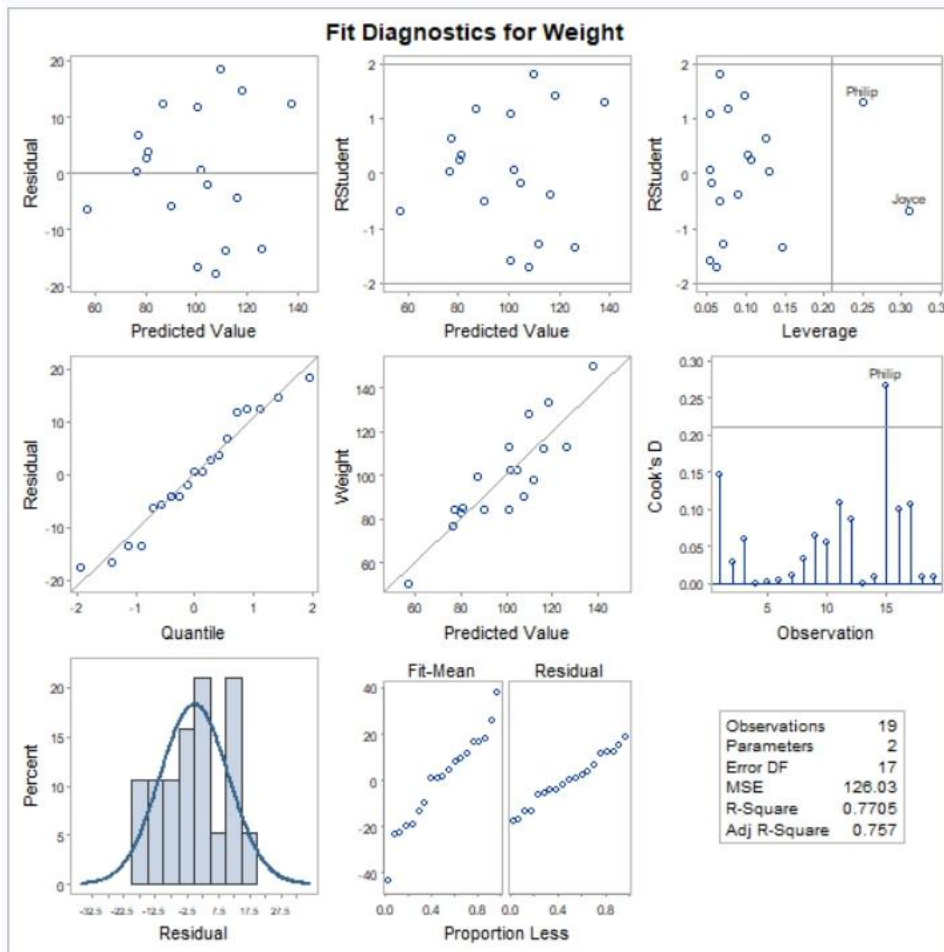 Fit Diagnostics for Weight
20
10
0
-10
-20
Residual
60 80 100 120 140
Predicted Value
2
1
0
-1
-2
RStudent
60 80 100 120 140
Predicted Value
2
1
0
-1
-2
RStudent
Philip
Joyce
0.05 0.10 0.15 0.20 0.25 0.30 0.35
Leverage
20
10
0
-10
-20
Residual
-2 -1 0 1 2
Quantile
140
120
100
80
60
Weight
60 80 100 120 140
Predicted Value
0.30
0.25
0.20
0.15
0.10
0.05
0.00
Cook's D
Philip
5 10 15
Observation
20
15
10
5
0
Percent
-32.5 -22.5 -12.5 -2.5 7.5 17.5 27.5
Residual
Fit-Mean Residual
40
20
0
-20
-40
0.0 0.4 0.8 0.0 0.4 0.8
Proportion Less
Observations 19
Parameters 2
Error DF 17
MSE 126.03
R-Square 0.7705
Adj R-Square 0.757